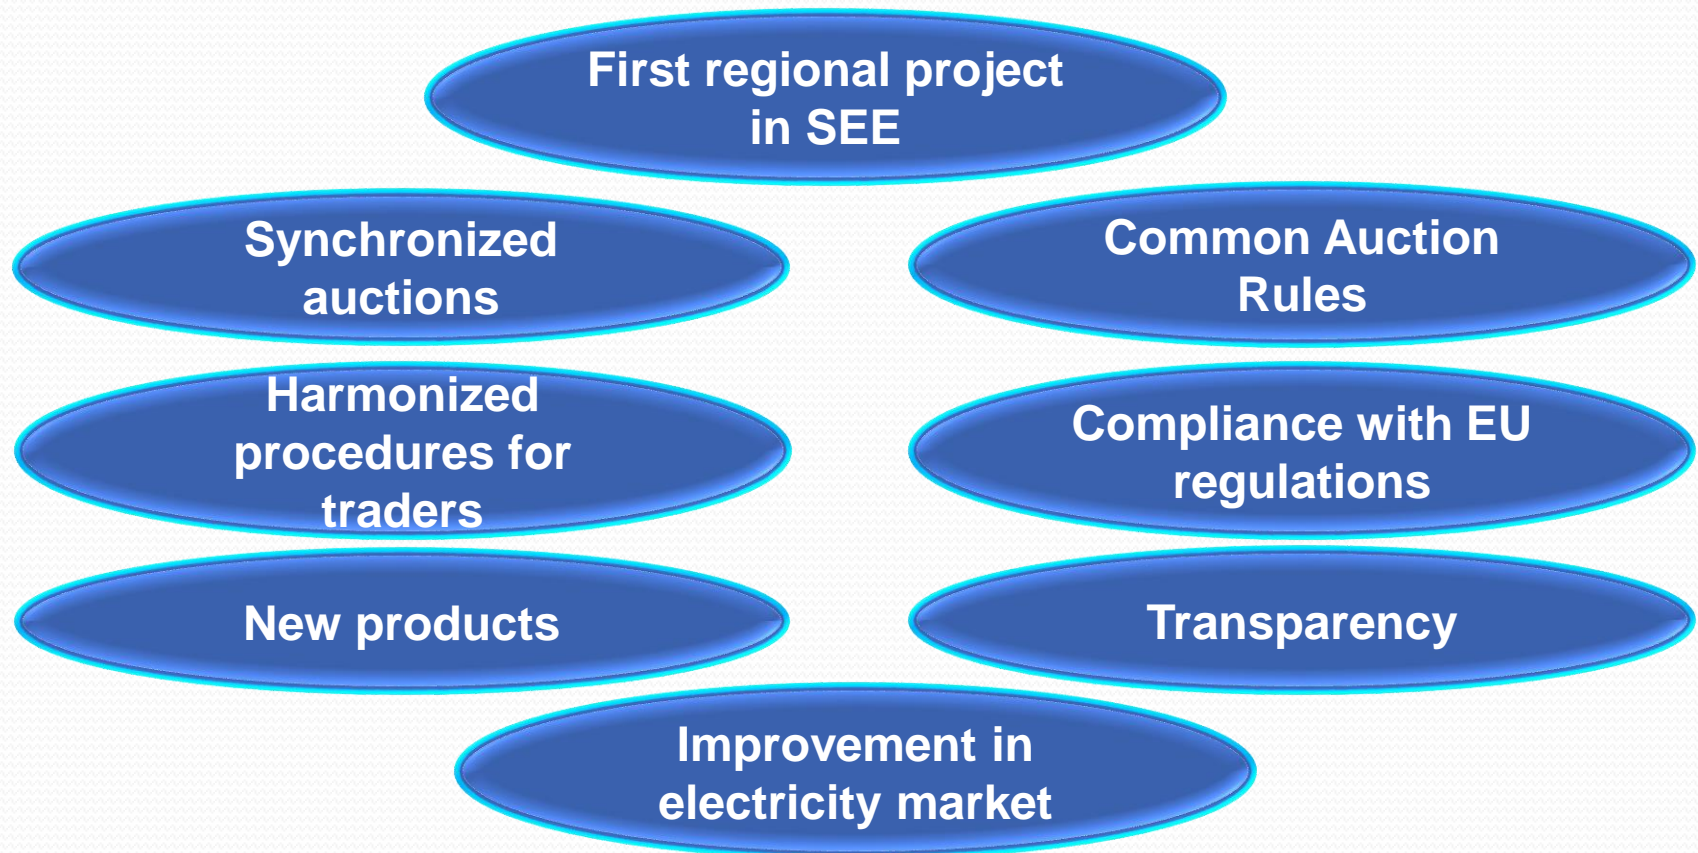 First regional project
in SEE
Synchronized
auctions
Common Auction
Rules
Harmonized
procedures for
traders
Compliance with EU
regulations
New products
Transparency
Improvement in
electricity market